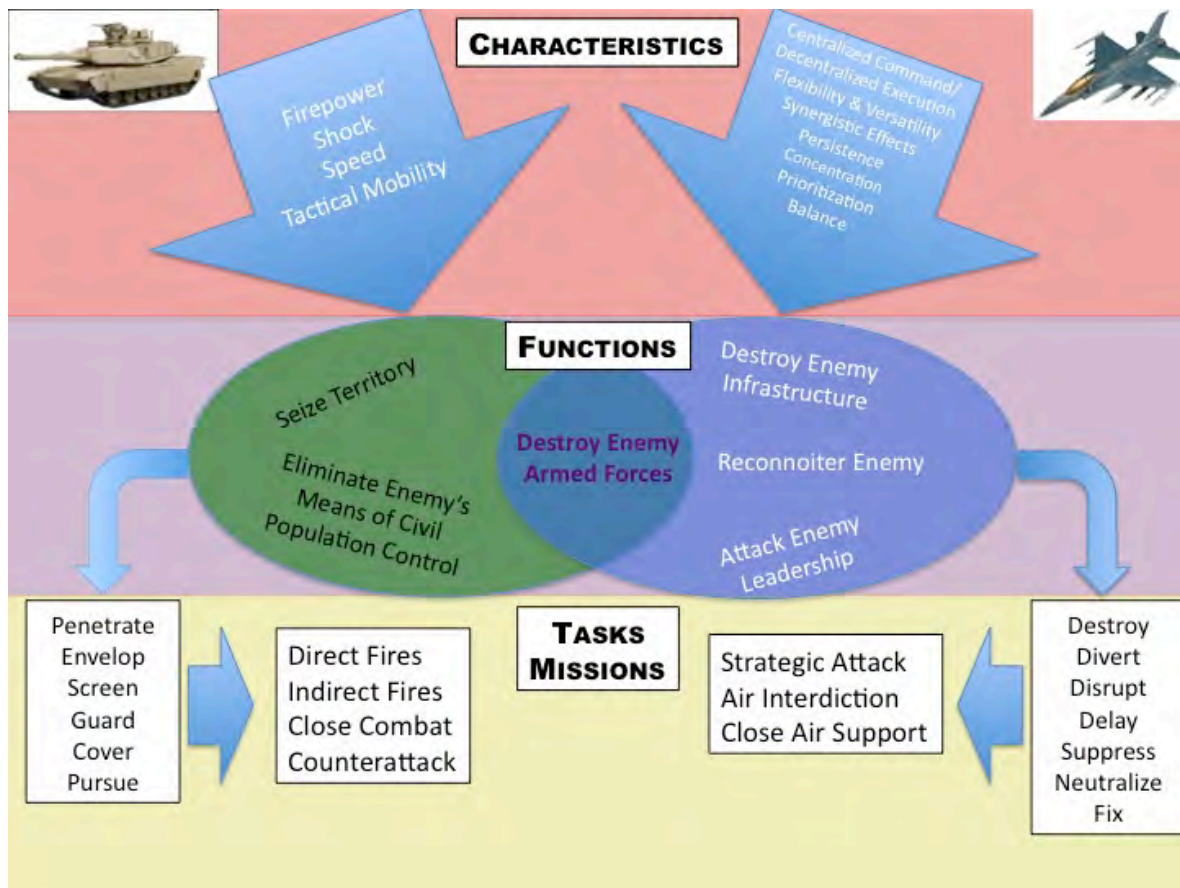 CHARACTERISTICS
Firepower
Shock
Speed
Tactical Mobility
Centralized Command/
Decentralized Execution
Flexibility & Versatility
Synergistic Effects
Persistence
Concentration
Prioritization
Balance
FUNCTIONS
Seize Territory
Eliminate Enemy's
Means of Civil
Population Control
Destroy Enemy
Armed Forces
Destroy Enemy
Infrastructure
Reconnoiter Enemy
Attack Enemy
Leadership
TASKS
MISSIONS
Penetrate
Envelop
Screen
Guard
Cover
Pursue
Direct Fires
Indirect Fires
Close Combat
Counterattack
Strategic Attack
Air Interdiction
Close Air Support
Destroy
Divert
Disrupt
Delay
Suppress
Neutralize
Fix